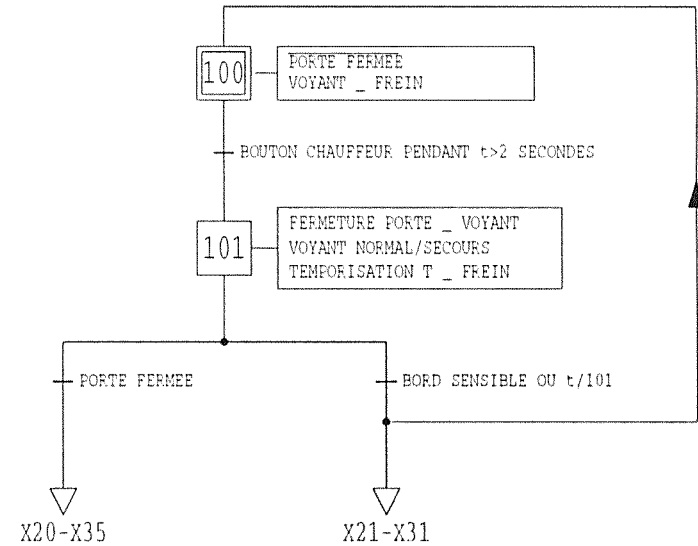 100
PORTE FERMEE
VOYANT _ FREIN
BOUTON CHAUFFEUR PENDANT t>2 SECONDES
101
FERMETURE PORTE _ VOYANT
VOYANT NORMAL/SECOURS
TEMPORISATION T _ FREIN
PORTE FERMEE
BORD SENSIBLE OU t/101
X20-X35
X21-X31